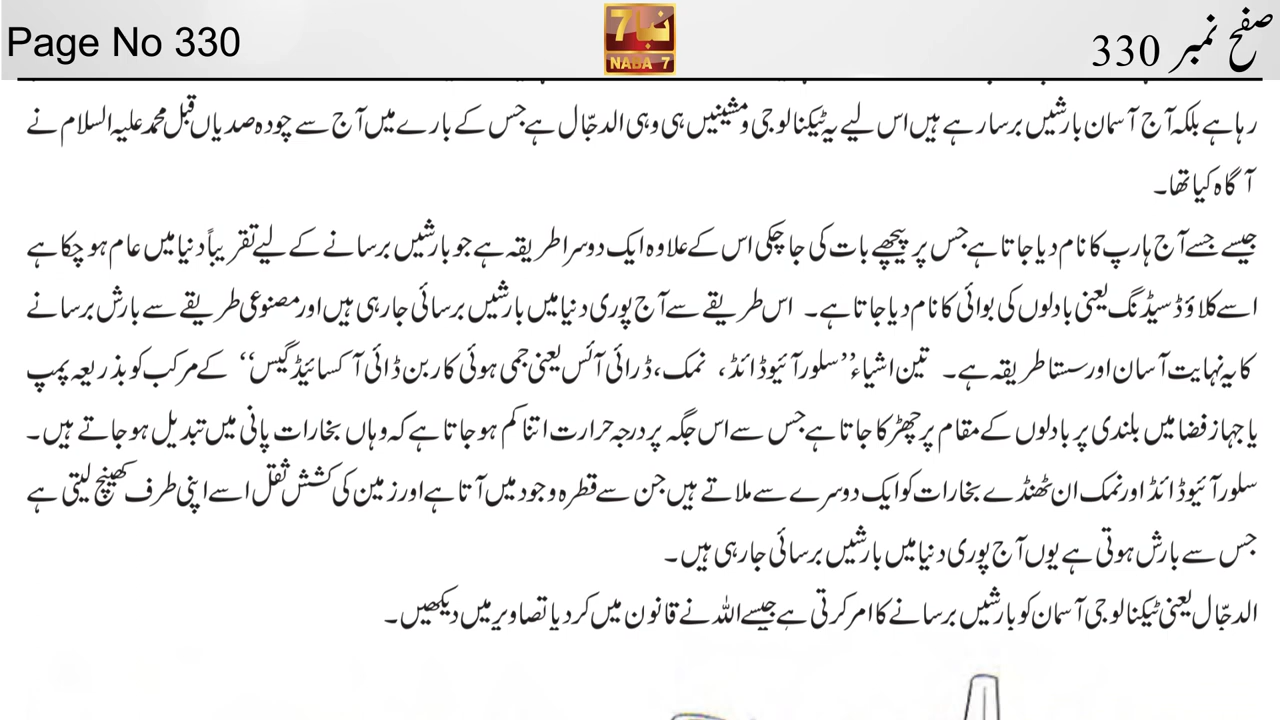 Page No 330
نبا7
NABA 7
صفح نمبر 330
رہا ہے بلکہ آج آسمان بارشیں برسا رہے ہیں اس لیے یہ ٹیکنالوجی و مشینیں ہی وہی الدجّال ہے جس کے بارے میں آج سے چودہ صدیاں قبل محمد علیہ السلام نے
آگاہ کیا تھا۔
جیسے جسے آج ہارپ کا نام دیا جاتا ہے جس پر پیچھے بات کی جا چکی اس کے علاوہ ایک دوسرا طریقہ ہے جو بارشیں برسانے کے لیے تقریباً دنیا میں عام ہو چکا ہے
اسے کلاؤڈ سیڈنگ یعنی بادلوں کی بوائی کا نام دیا جاتا ہے۔ اس طریقے سے آج پوری دنیا میں بارشیں برسائی جا رہی ہیں اور مصنوعی طریقے سے بارش برسانے
کا یہ نہایت آسان اور سستا طریقہ ہے۔ تین اشیاء ’’سلور آئیوڈائڈ، نمک، ڈرائی آئس یعنی جمی ہوئی کاربن ڈائی آکسائیڈ گیس‘‘ کے مرکب کو بذریعہ پمپ
یا جہاز فضا میں بلندی پر بادلوں کے مقام پر چھڑکا جاتا ہے جس سے اس جگہ پر درجہ حرارت اتنا کم ہو جاتا ہے کہ وہاں بخارات پانی میں تبدیل ہو جاتے ہیں۔
سلور آئیوڈائڈ اور نمک ان ٹھنڈے بخارات کو ایک دوسرے سے ملاتے ہیں جن سے قطرہ وجود میں آتا ہے اور زمین کی کشش ثقل اسے اپنی طرف کھینچ لیتی ہے
جس سے بارش ہوتی ہے یوں آج پوری دنیا میں بارشیں برسائی جا رہی ہیں۔
الدجّال یعنی ٹیکنالوجی آسمان کو بارشیں برسانے کا امر کرتی ہے جیسے اللہ نے قانون میں کر دیا تصاویر میں دیکھیں۔